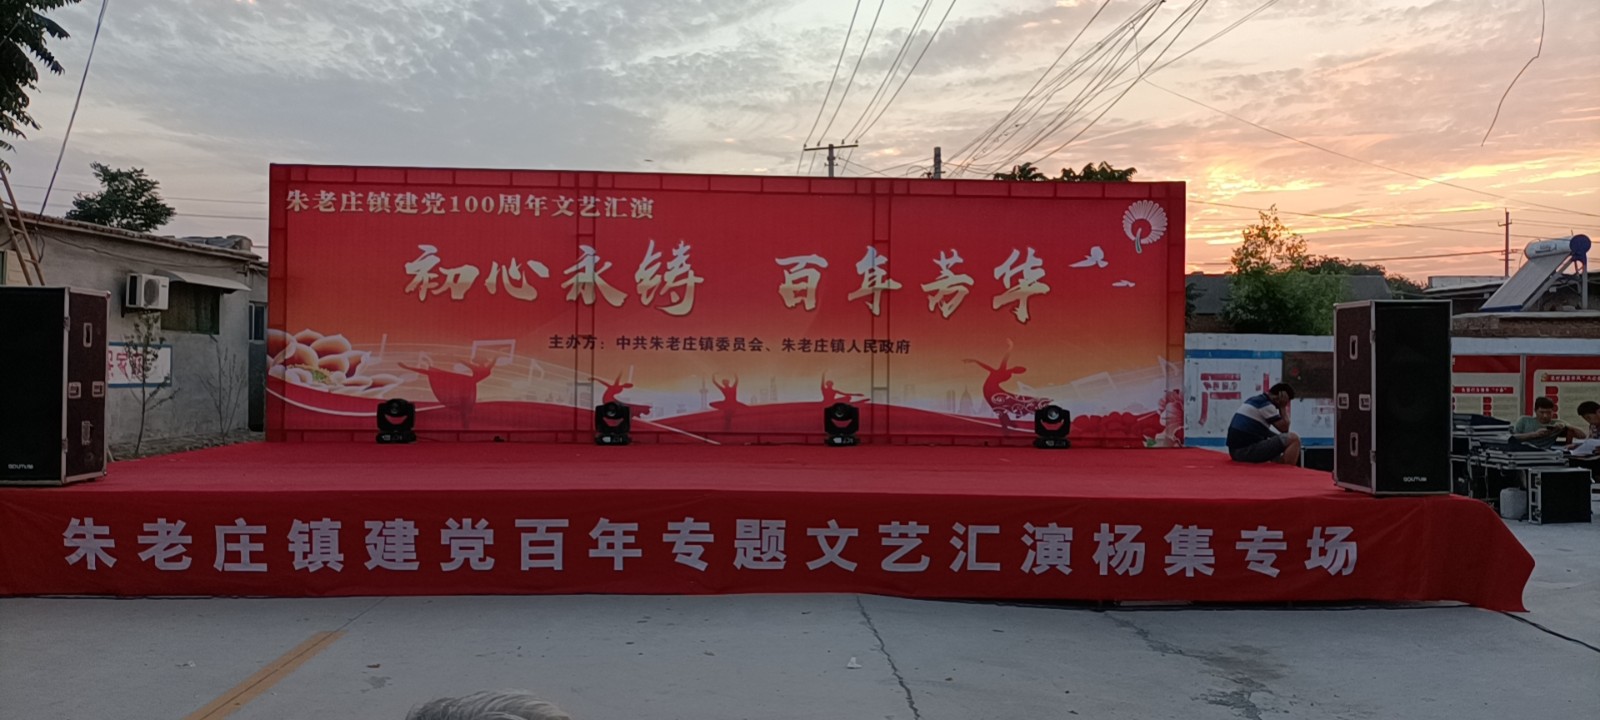 朱老庄镇建党100周年文艺汇演
初心永铸 百年芳华
主办方：中共朱老庄镇委员会、朱老庄镇人民政府
朱老庄镇建党百年专题文艺汇演杨集专场